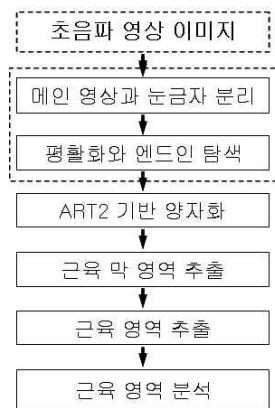 초음파 영상 이미지
메인 영상과 눈금자 분리
평활화와 엔드인 탐색
ART2 기반 양자화
근육 막 영역 추출
근육 영역 추출
근육 영역 분석